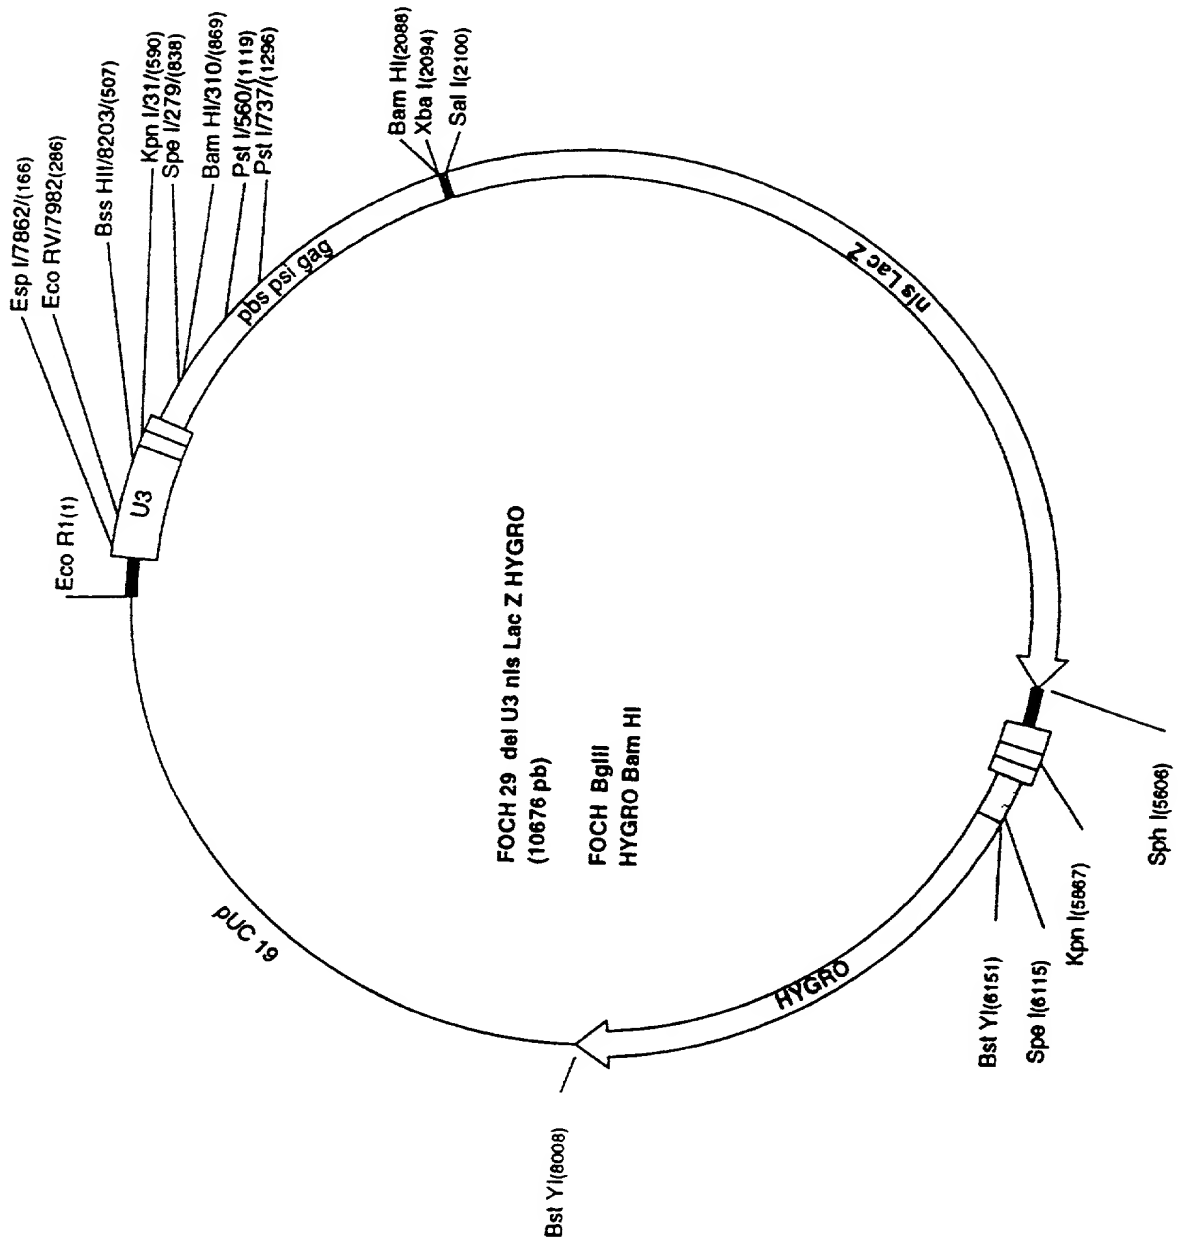 Esp I/7862/(166)
Eco RV/7982(286)
Bss HII/8203/(507)
Kpn I/31/(590)
Spe I/279/(838)
Bam HI/310/(869)
Pst I/560/(1119)
Pst I/737/(1296)
Bam HI(2088)
Xba I(2094)
Sal I(2100)
Eco R1(1)
U3
pbs psi gag
nls Lac Z
FOCH 29 del U3 nls Lac Z HYGRO
(10676 pb)
FOCH BglII
HYGRO Bam HI
pUC 19
HYGRO
Sph I(5606)
Kpn I(5867)
Spe I(6115)
Bst YI(6151)
Bst YI(8008)